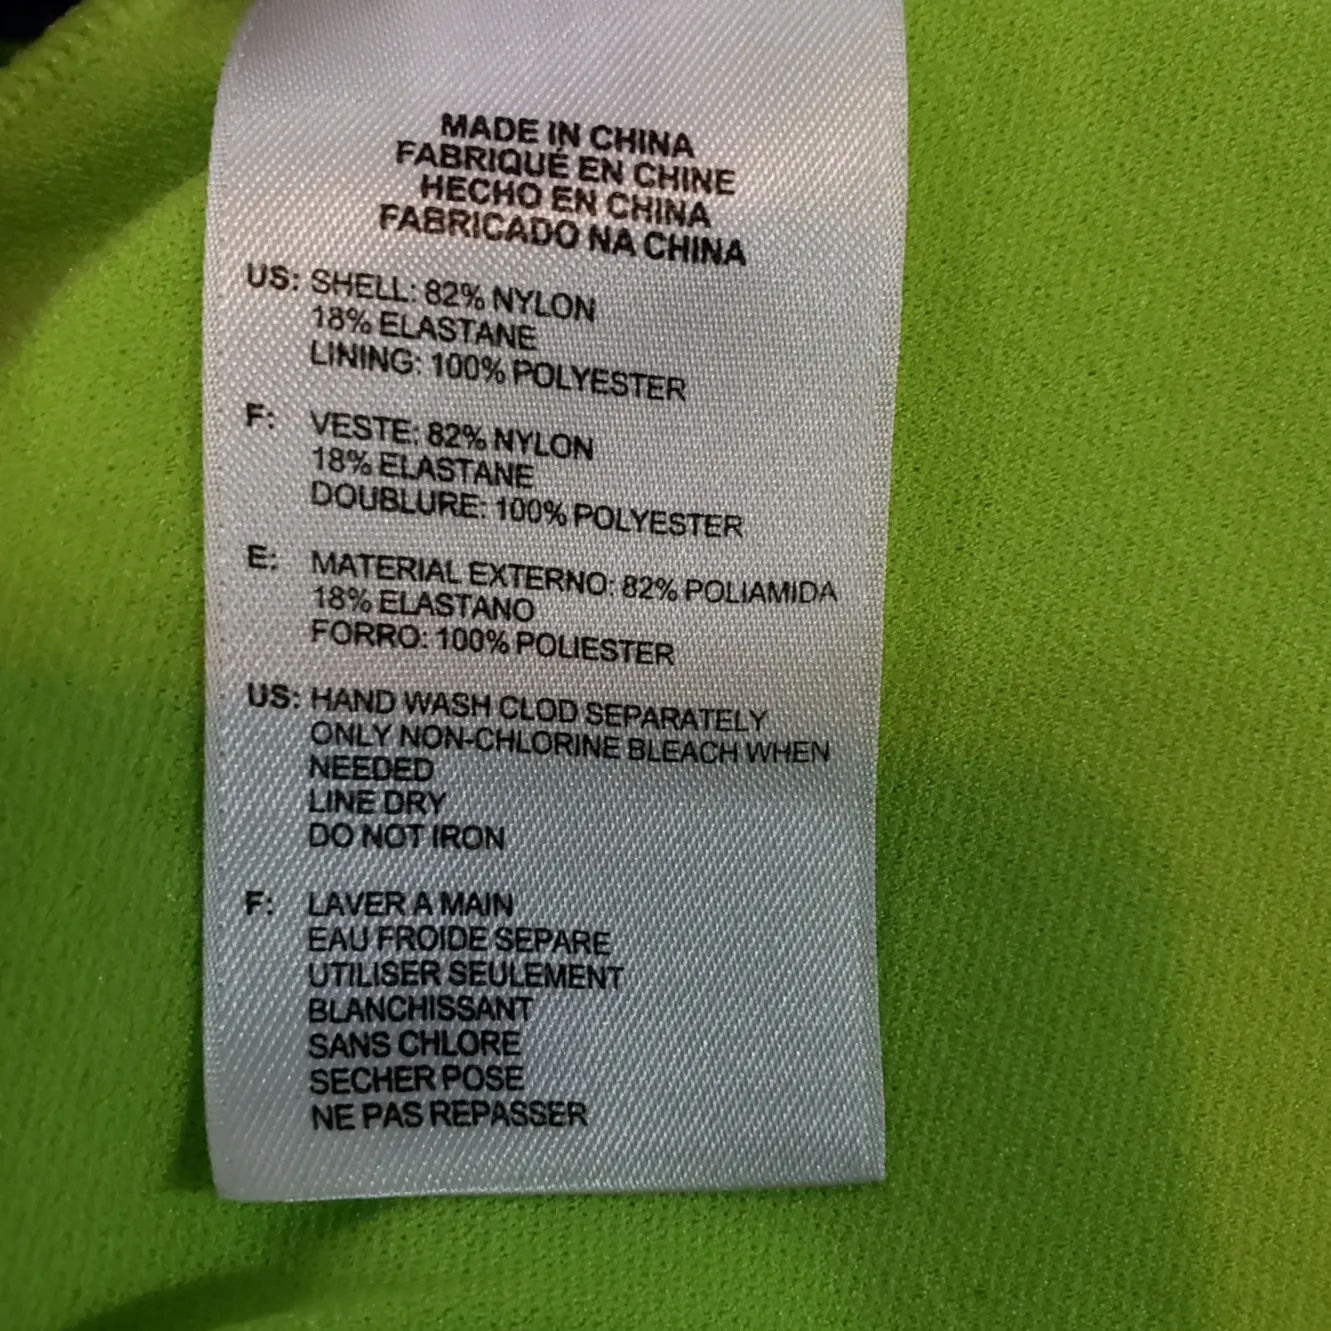 MADE IN CHINA
FABRIQUÉ EN CHINE
HECHO EN CHINA
FABRICADO NA CHINA
US: SHELL: 82% NYLON
18% ELASTANE
LINING: 100% POLYESTER
F: VESTE: 82% NYLON
18% ELASTANE
DOUBLURE: 100% POLYESTER
E: MATERIAL EXTERNO: 82% POLIAMIDA
18% ELASTANO
FORRO: 100% POLIESTER
US: HAND WASH CLOD SEPARATELY
ONLY NON-CHLORINE BLEACH WHEN
NEEDED
LINE DRY
DO NOT IRON
F: LAVER A MAIN
EAU FROIDE SEPARE
UTILISER SEULEMENT
BLANCHISSANT
SANS CHLORE
SECHER POSE
NE PAS REPASSER